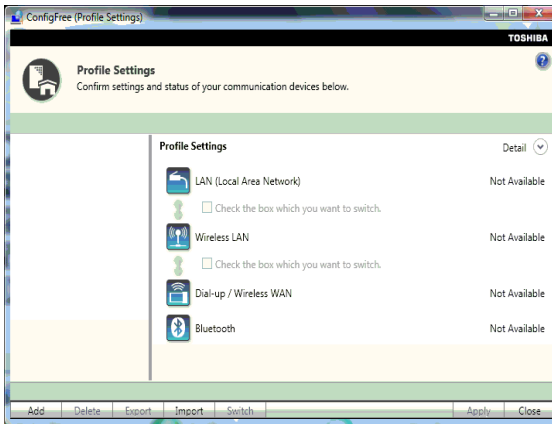 ConfigFree (Profile Settings)
TOSHIBA
Profile Settings
Confirm settings and status of your communication devices below.
Profile Settings
Detail
LAN (Local Area Network)
Not Available
Check the box which you want to switch.
Wireless LAN
Not Available
Check the box which you want to switch.
Dial-up / Wireless WAN
Not Available
Bluetooth
Not Available
Add Delete Export Import Switch Apply Close